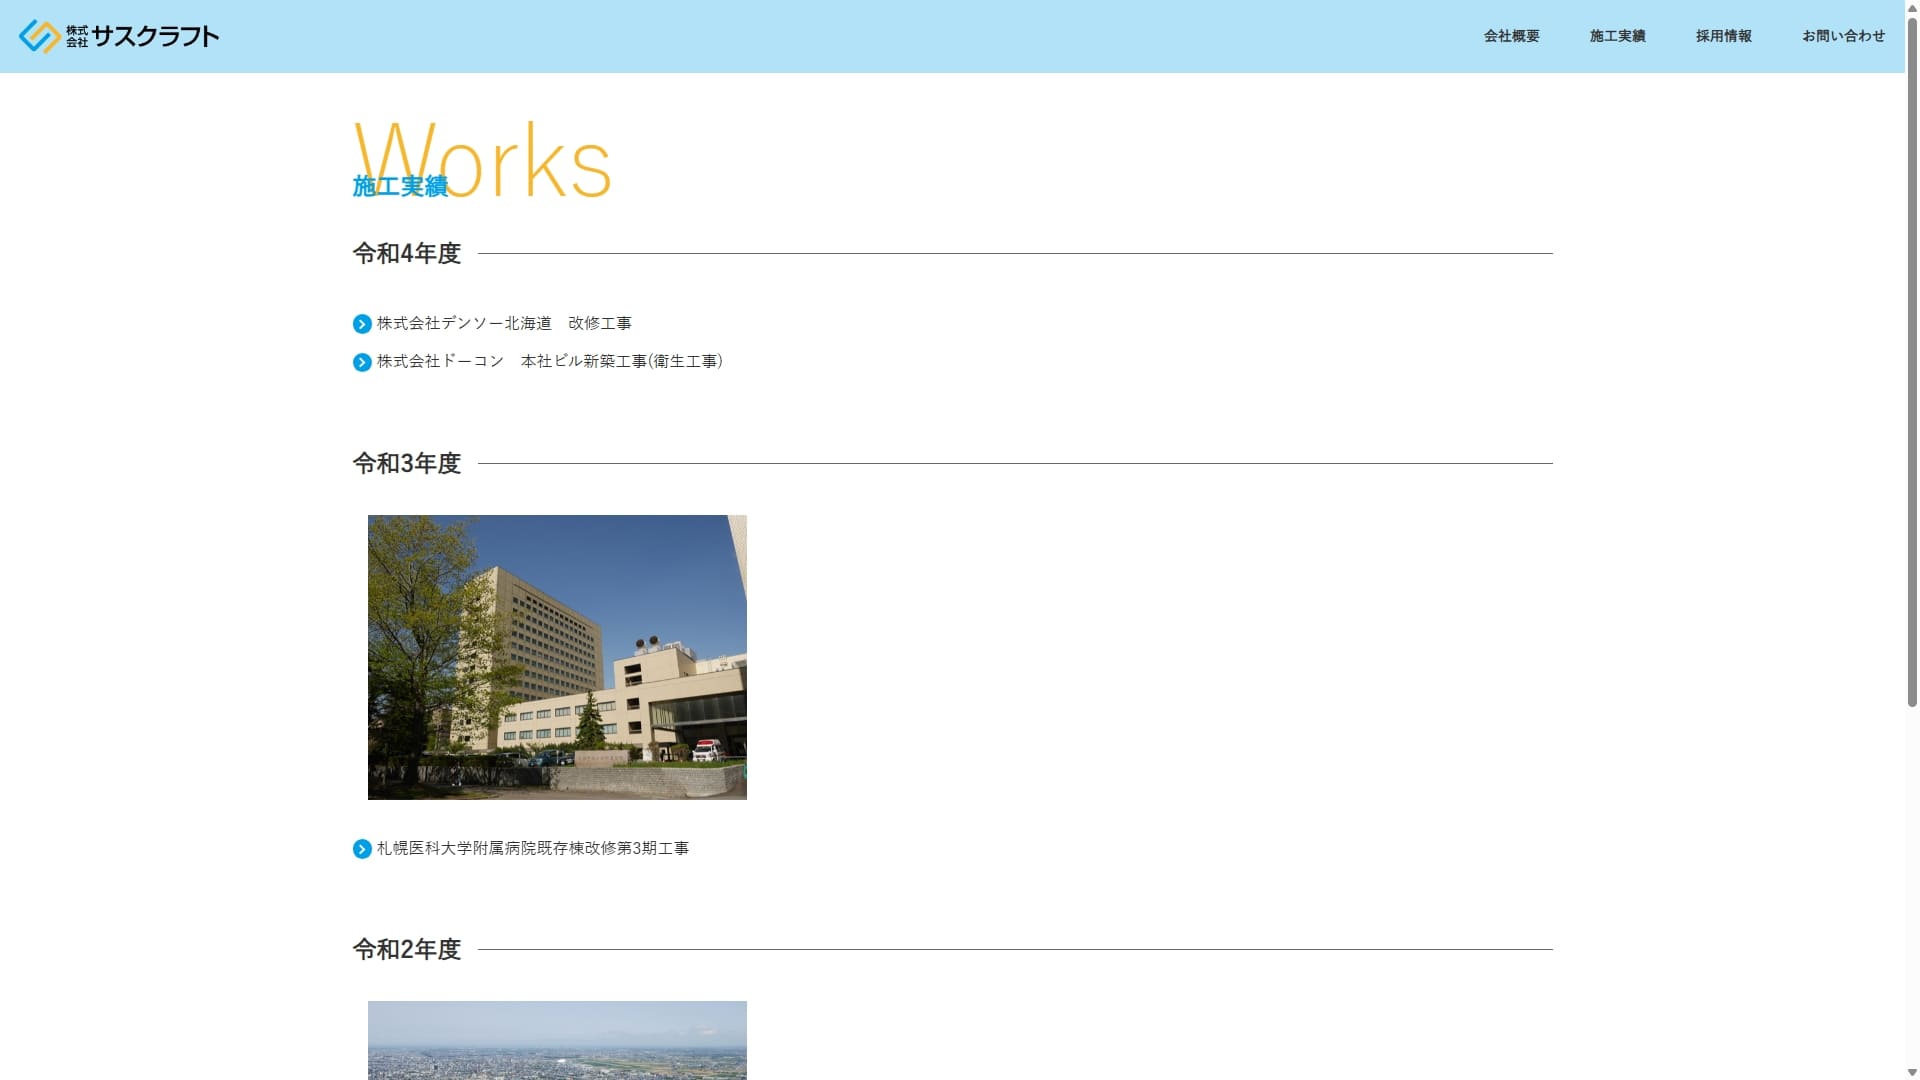 株式会社サスクラフト
会社概要
施工実績
採用情報
お問い合わせ
Works
施工実績
令和4年度
株式会社デンソー北海道　改修工事
株式会社ドーコン　本社ビル新築工事(衛生工事)
令和3年度
札幌医科大学附属病院既存棟改修第3期工事
令和2年度